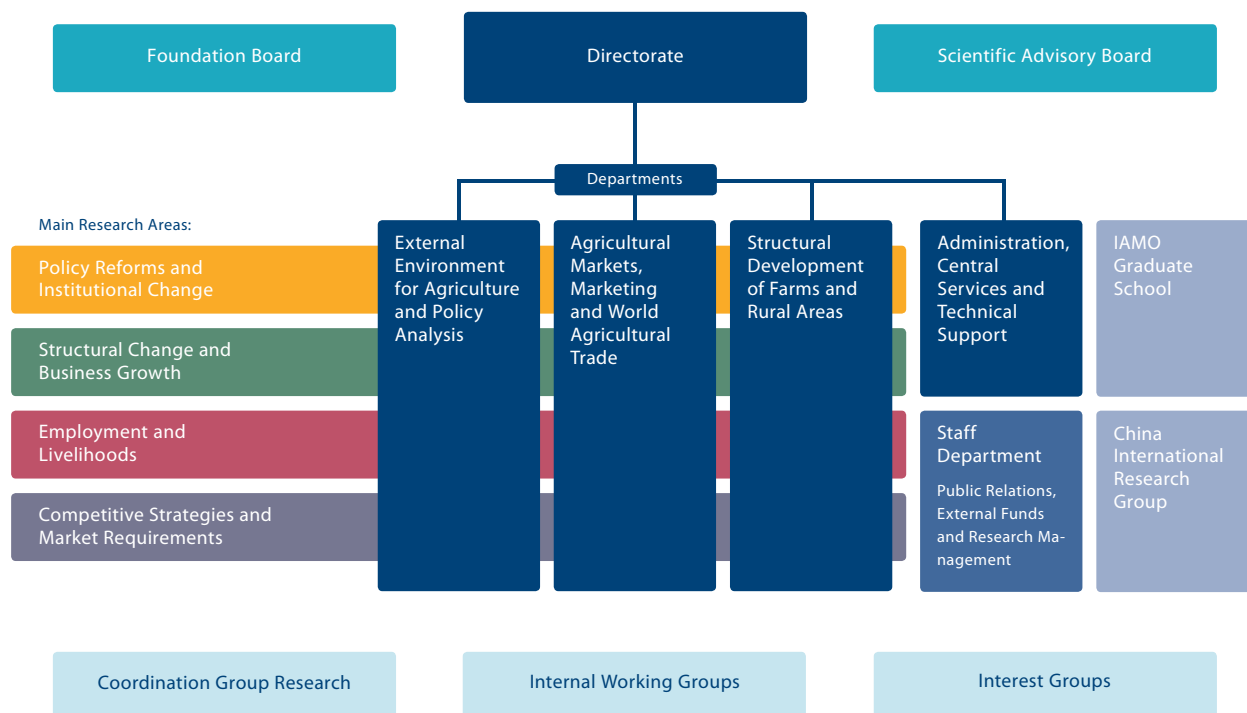 Foundation Board
Directorate
Scientific Advisory Board
Departments
Main Research Areas:
Policy Reforms and
Institutional Change
Structural Change and
Business Growth
Employment and
Livelihoods
Competitive Strategies and
Market Requirements
External
Environment
for Agriculture
and Policy
Analysis
Agricultural
Markets,
Marketing
and World
Agricultural
Trade
Structural
Development
of Farms and
Rural Areas
Administration,
Central
Services and
Technical
Support
IAMO
Graduate
School
Staff
Department
Public Relations,
External Funds
and Research Ma-
nagement
China
International
Research
Group
Coordination Group Research
Internal Working Groups
Interest Groups